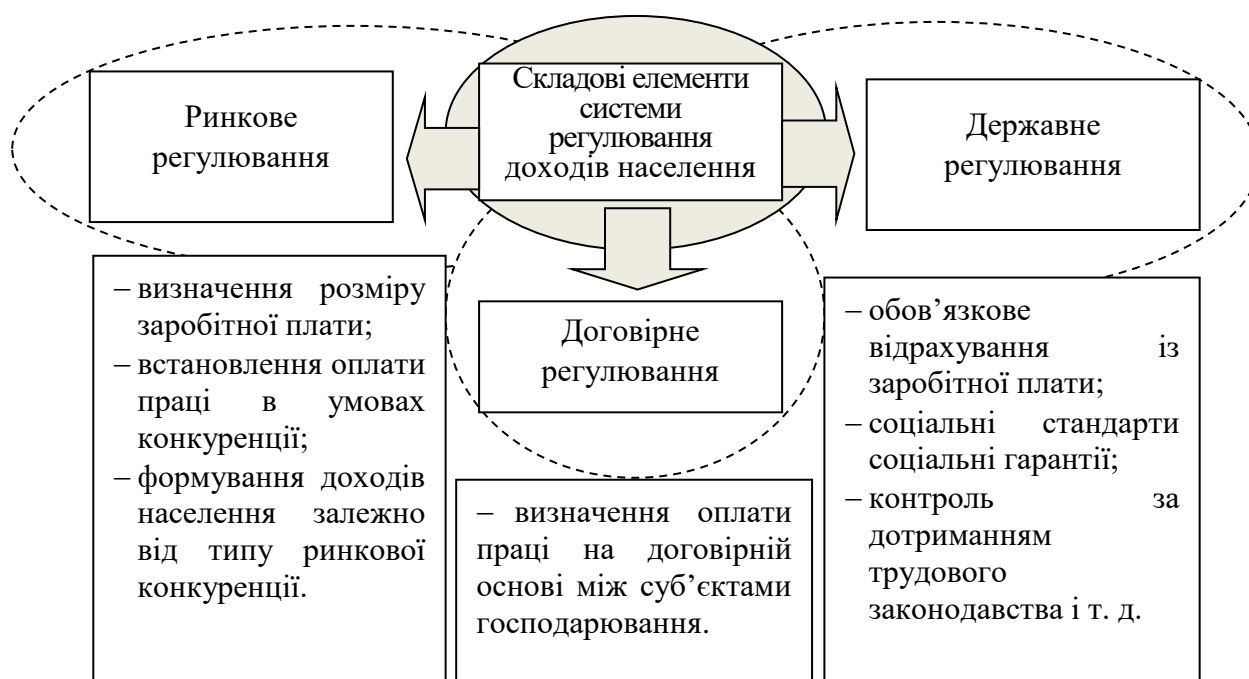 Складові елементи
системи
регулювання
доходів населення
Ринкове
регулювання
Державне
регулювання
Договірне
регулювання
– визначення розміру
заробітної плати;
– встановлення оплати
праці в умовах
конкуренції;
– формування доходів
населення залежно
від типу ринкової
конкуренції.
– визначення оплати
праці на договірній
основі між суб’єктами
господарювання.
– обов’язкове
відрахування із
заробітної плати;
– соціальні стандарти
соціальні гарантії;
– контроль за
дотриманням
трудового
законодавства і т. д.